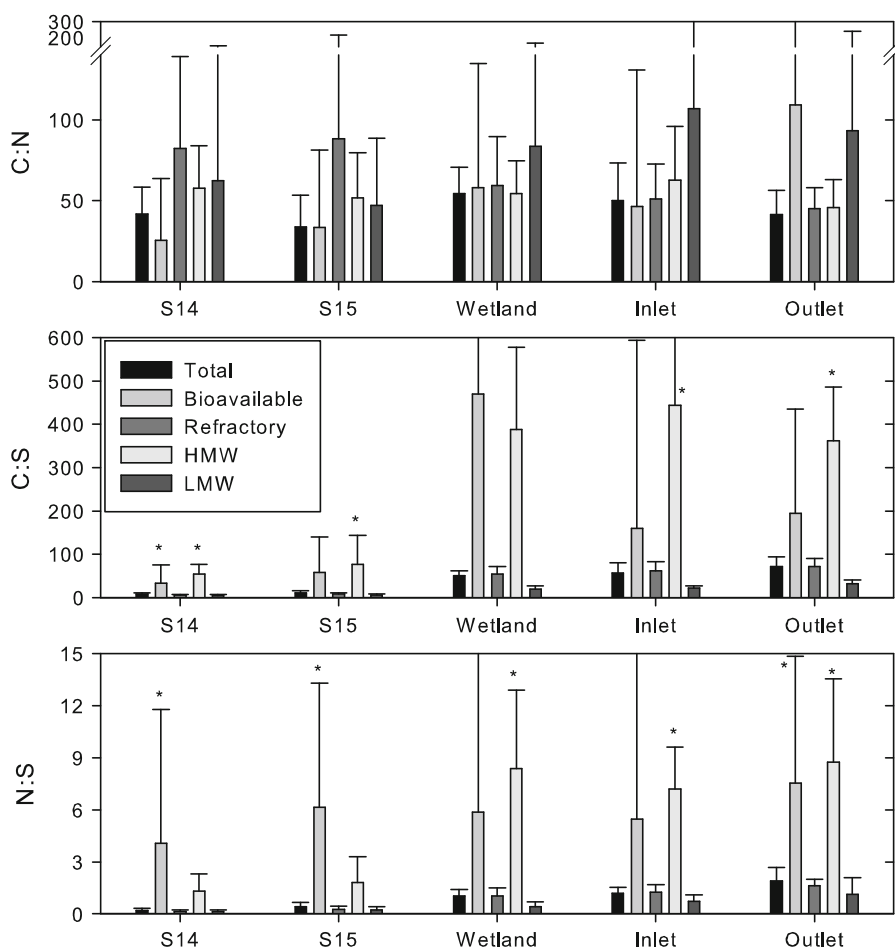 300
200
100
50
0
C:N
S14 S15 Wetland Inlet Outlet
600
500
400
300
200
100
0
C:S
Total
Bioavailable
Refractory
HMW
LMW
* * * * *
S14 S15 Wetland Inlet Outlet
15
12
9
6
3
0
N:S
* * * * * *
S14 S15 Wetland Inlet Outlet